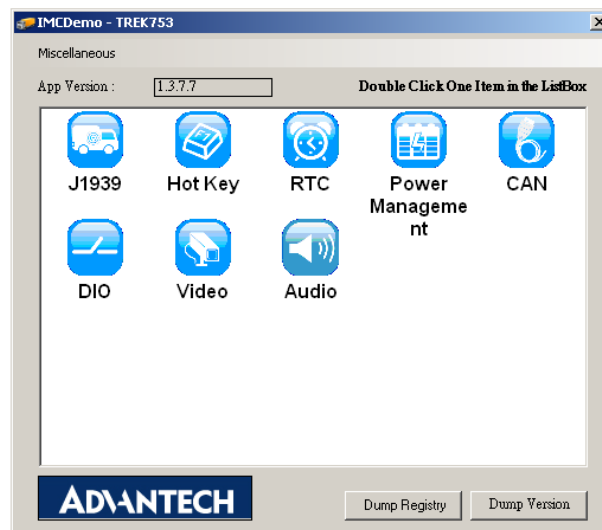 IMCDemo - TREK753
Miscellaneous
App Version :
1.3.7.7
Double Click One Item in the ListBox
J1939
Hot Key
RTC
Power
Manageme
nt
CAN
DIO
Video
Audio
ADVANTECH
Dump Registry
Dump Version